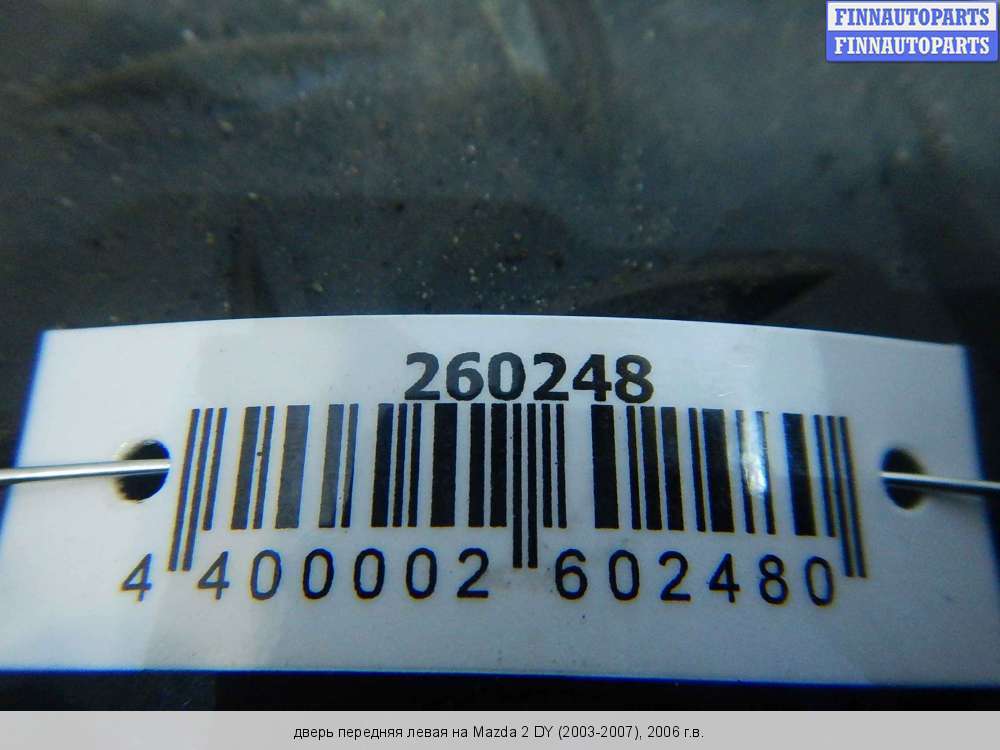 FINNAUTOPARTS
FINNAUTOPARTS
260248
4 400002 602480
дверь передняя левая на Mazda 2 DY (2003-2007), 2006 г.в.